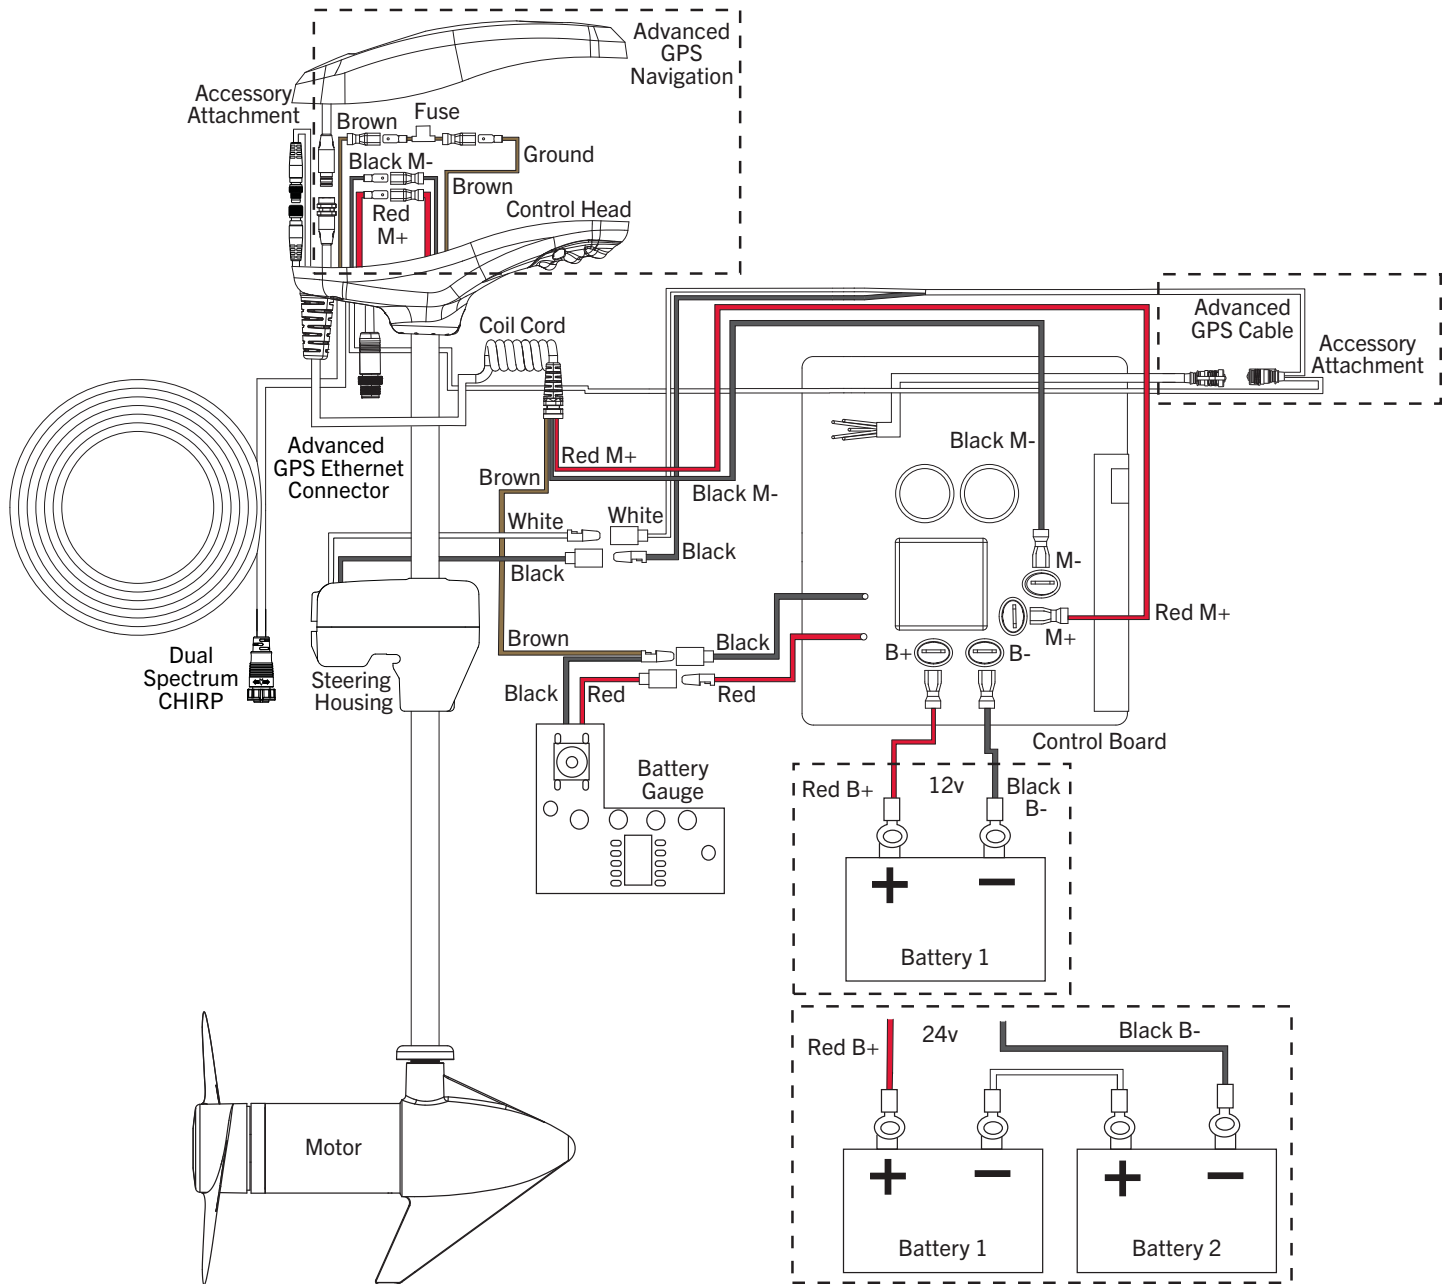 Advanced
GPS
Navigation
Accessory
Attachment
Fuse
Brown
Ground
Black M-
Brown
Red
M+
Control Head
Coil Cord
Advanced
GPS Cable
Accessory
Attachment
Advanced
GPS Ethernet
Connector
Red M+
Black M-
Brown
Black M-
White
White
Black
Black
M-
Red M+
M+
Brown
Black
B+
B-
Dual
Spectrum
CHIRP
Steering
Housing
Black
Red
Red
Control Board
Battery
Gauge
Red B+
12v
Black
B-
Battery 1
Red B+
24v
Black B-
Motor
Battery 1
Battery 2